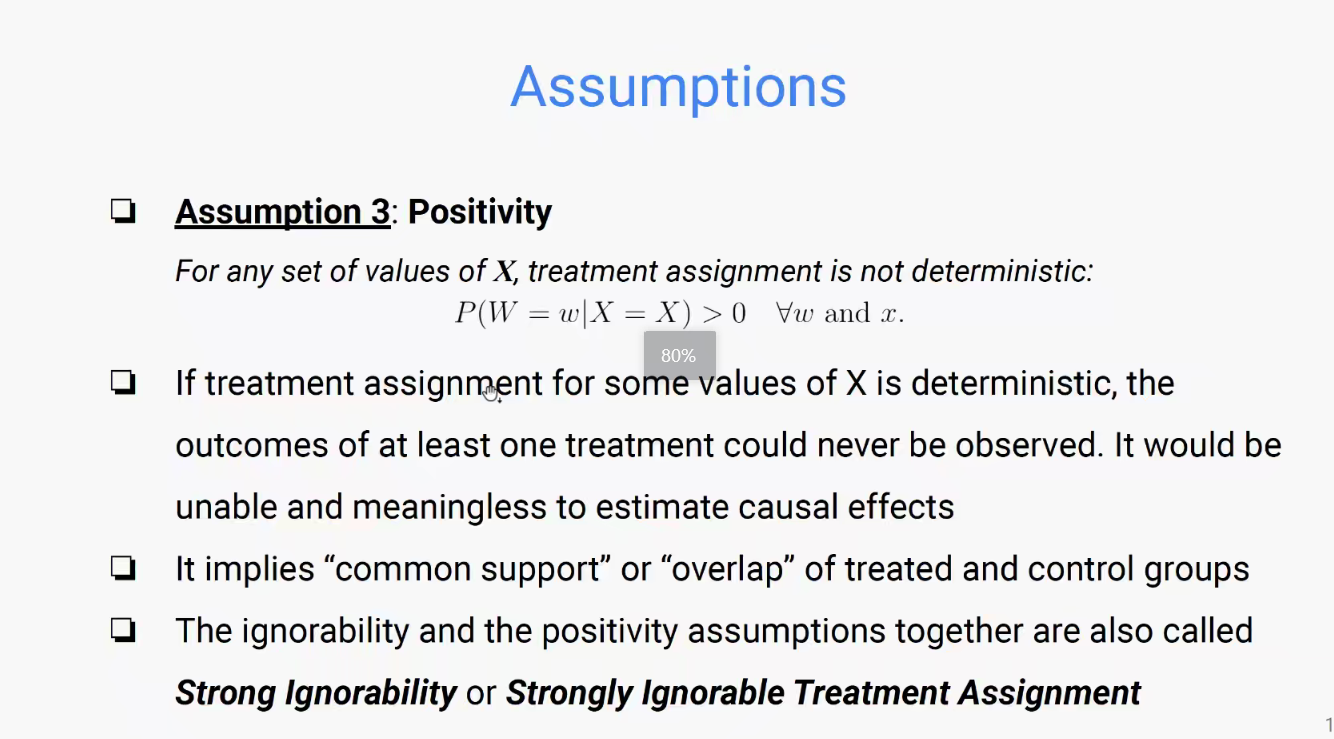 Assumptions
Assumption 3: Positivity
For any set of values of X, treatment assignment is not deterministic:
P(W = w|X = X) > 0 ∀w and x.
80%
If treatment assignment for some values of X is deterministic, the
outcomes of at least one treatment could never be observed. It would be
unable and meaningless to estimate causal effects
It implies “common support” or “overlap” of treated and control groups
The ignorability and the positivity assumptions together are also called
Strong Ignorability or Strongly Ignorable Treatment Assignment